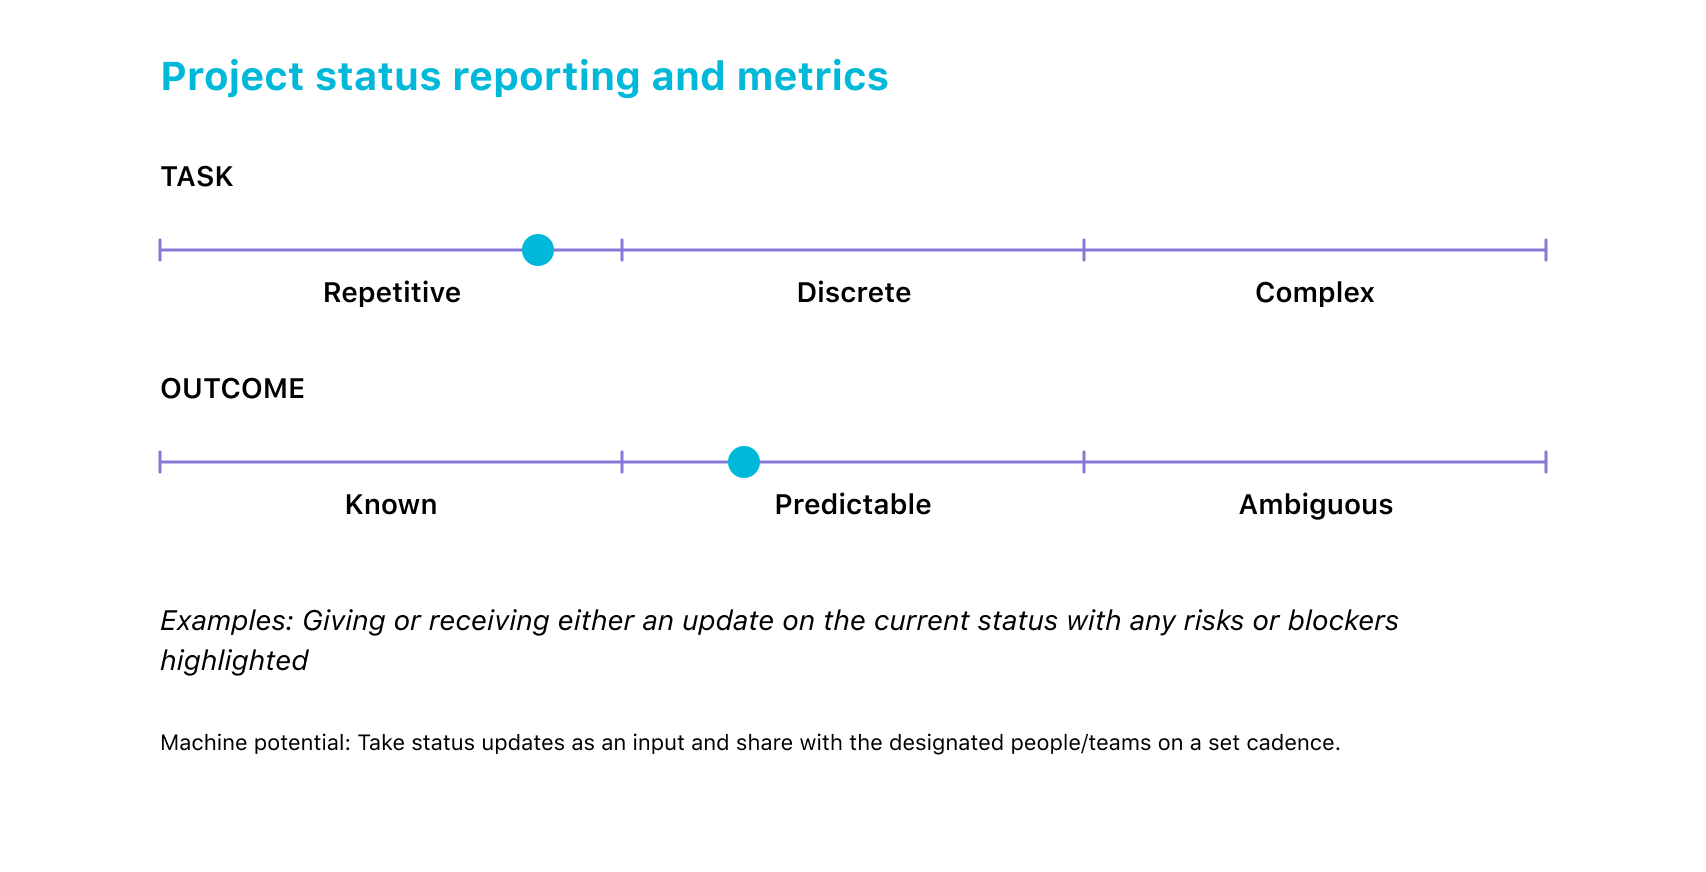 Project status reporting and metrics
TASK
Repetitive
Discrete
Complex
OUTCOME
Known
Predictable
Ambiguous
Examples: Giving or receiving either an update on the current status with any risks or blockers
highlighted
Machine potential: Take status updates as an input and share with the designated people/teams on a set cadence.